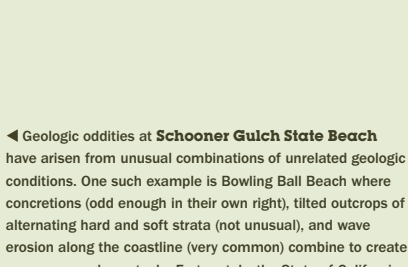 ◀ Geologic oddities at Schooner Gulch State Beach
have arisen from unusual combinations of unrelated geologic
conditions. One such example is Bowling Ball Beach where
concretions (odd enough in their own right), tilted outcrops of
alternating hard and soft strata (not unusual), and wave
erosion along the coastline (very common) combine to create